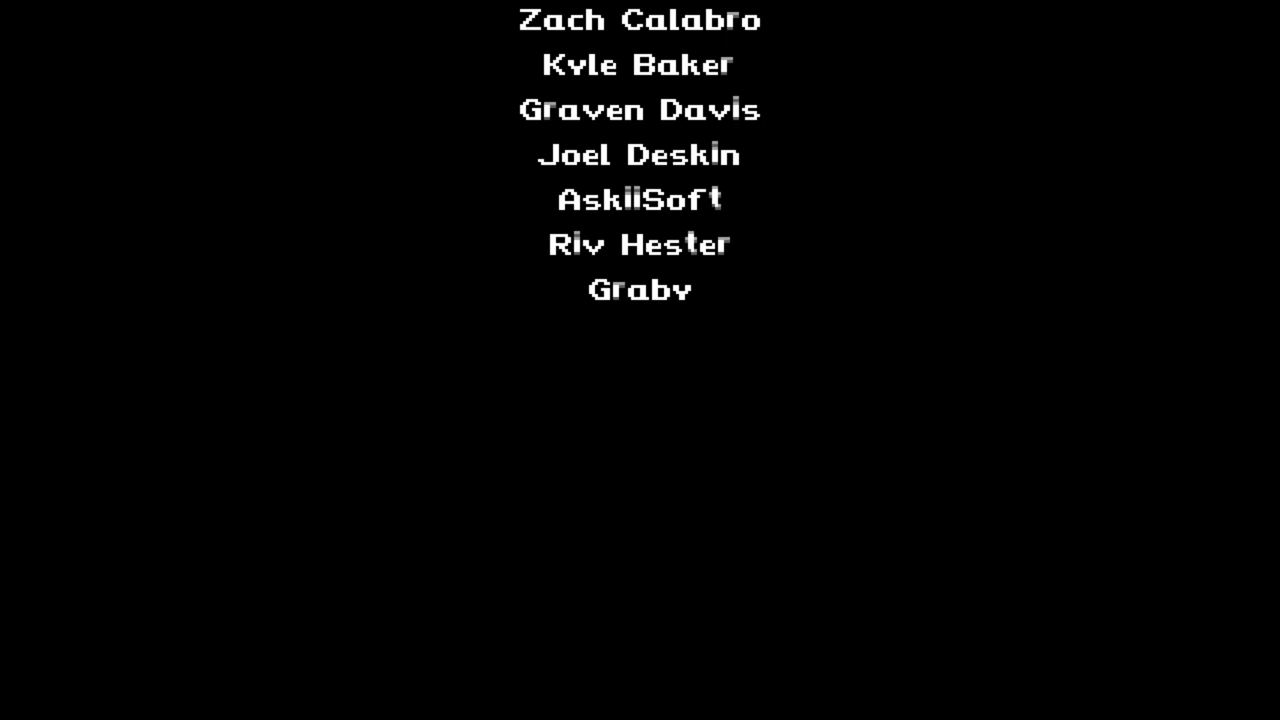 Zach Calabro
Kyle Baker
Graven Davis
Joel Deskin
AskiiSoft
Riv Hester
Graby